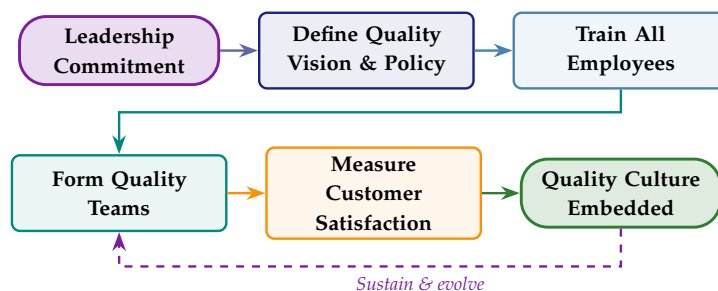 Leadership
Commitment
Define Quality
Vision & Policy
Train All
Employees
Form Quality
Teams
Measure
Customer
Satisfaction
Quality Culture
Embedded
Sustain & evolve